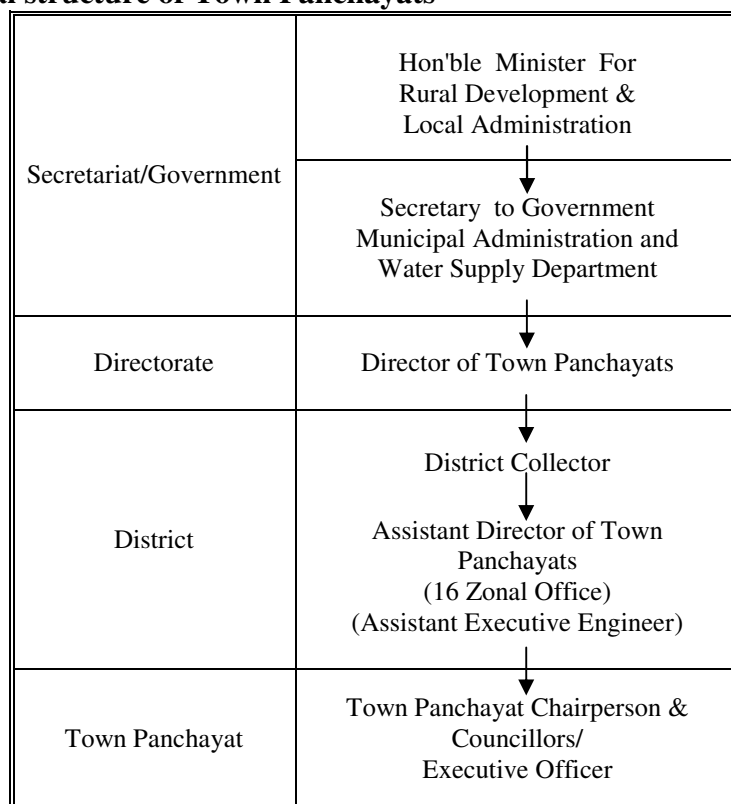 structure of Town Panchayats
Hon'ble Minister For
Rural Development &
Local Administration
Secretariat/Government
Secretary to Government
Municipal Administration and
Water Supply Department
Directorate
Director of Town Panchayats
District Collector
District
Assistant Director of Town
Panchayats
(16 Zonal Office)
(Assistant Executive Engineer)
Town Panchayat
Town Panchayat Chairperson &
Councillors/
Executive Officer